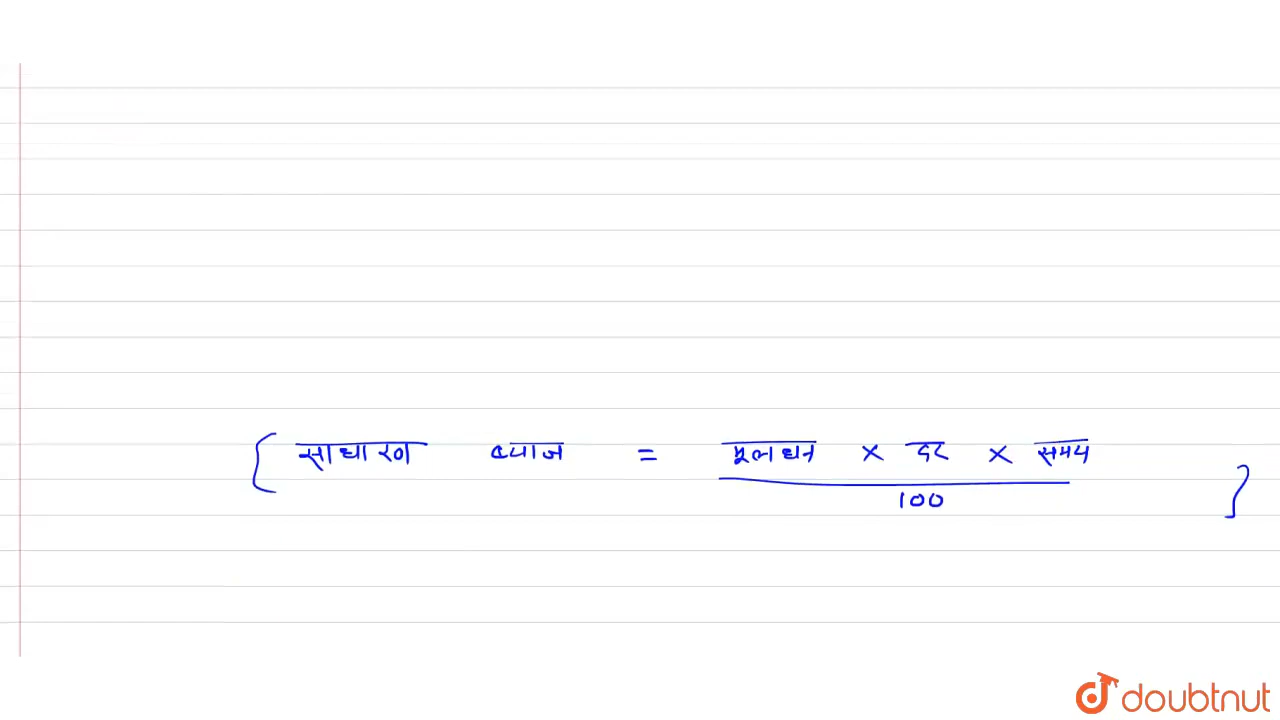 { साधारण ब्याज = मूलधन × दर × समय }
100
doubtnut